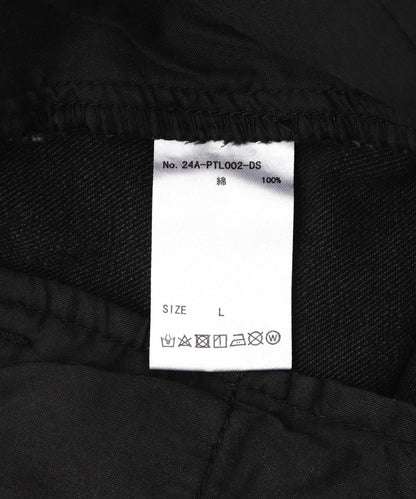 No. 24A-PTL002-DS
綿 100%
SIZE L
W